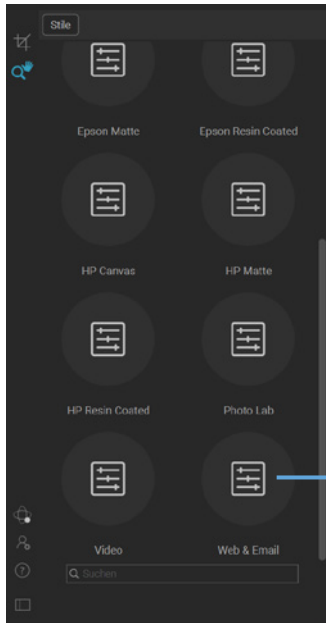 Stile
Epson Matte Epson Resin Coated
HP Canvas HP Matte
HP Resin Coated Photo Lab
Video Web & Email
Suchen
?